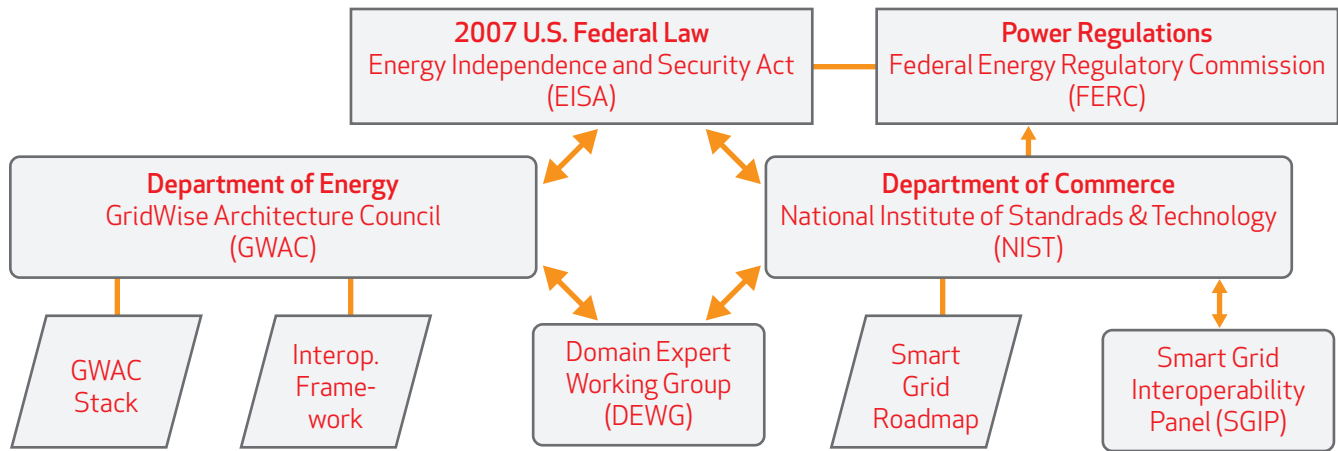 2007 U.S. Federal Law
Energy Independence and Security Act
(EISA)
Power Regulations
Federal Energy Regulatory Commission
(FERC)
Department of Energy
GridWise Architecture Council
(GWAC)
Department of Commerce
National Institute of Standrads & Technology
(NIST)
GWAC
Stack
Interop.
Frame-
work
Domain Expert
Working Group
(DEWG)
Smart
Grid
Roadmap
Smart Grid
Interoperability
Panel (SGIP)